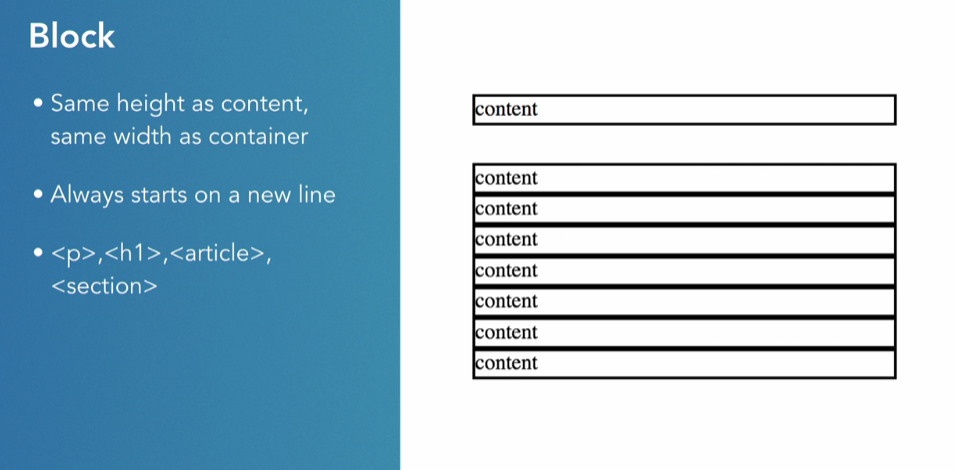 Block
• Same height as content,
same width as container
• Always starts on a new line
• <p>,<h1>,<article>,
<section>
content
content
content
content
content
content
content
content